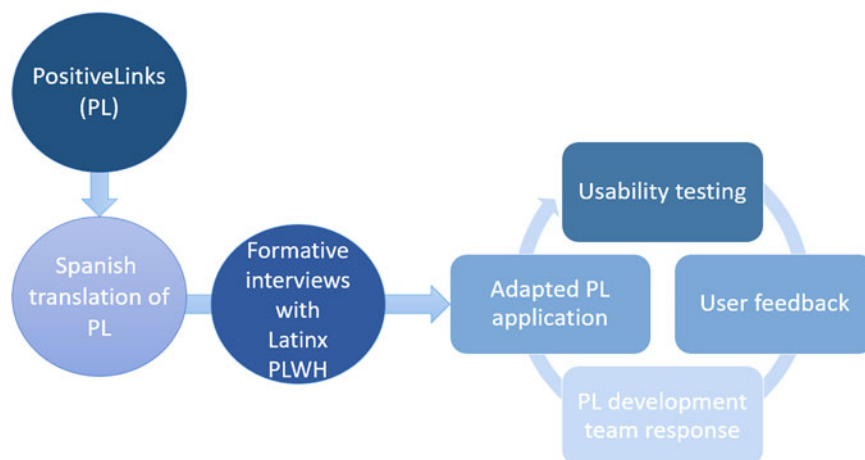 PositiveLinks
(PL)
Spanish
translation of
PL
Formative
interviews
with
Latinx
PLWH
Usability testing
Adapted PL
application
User feedback
PL development
team response